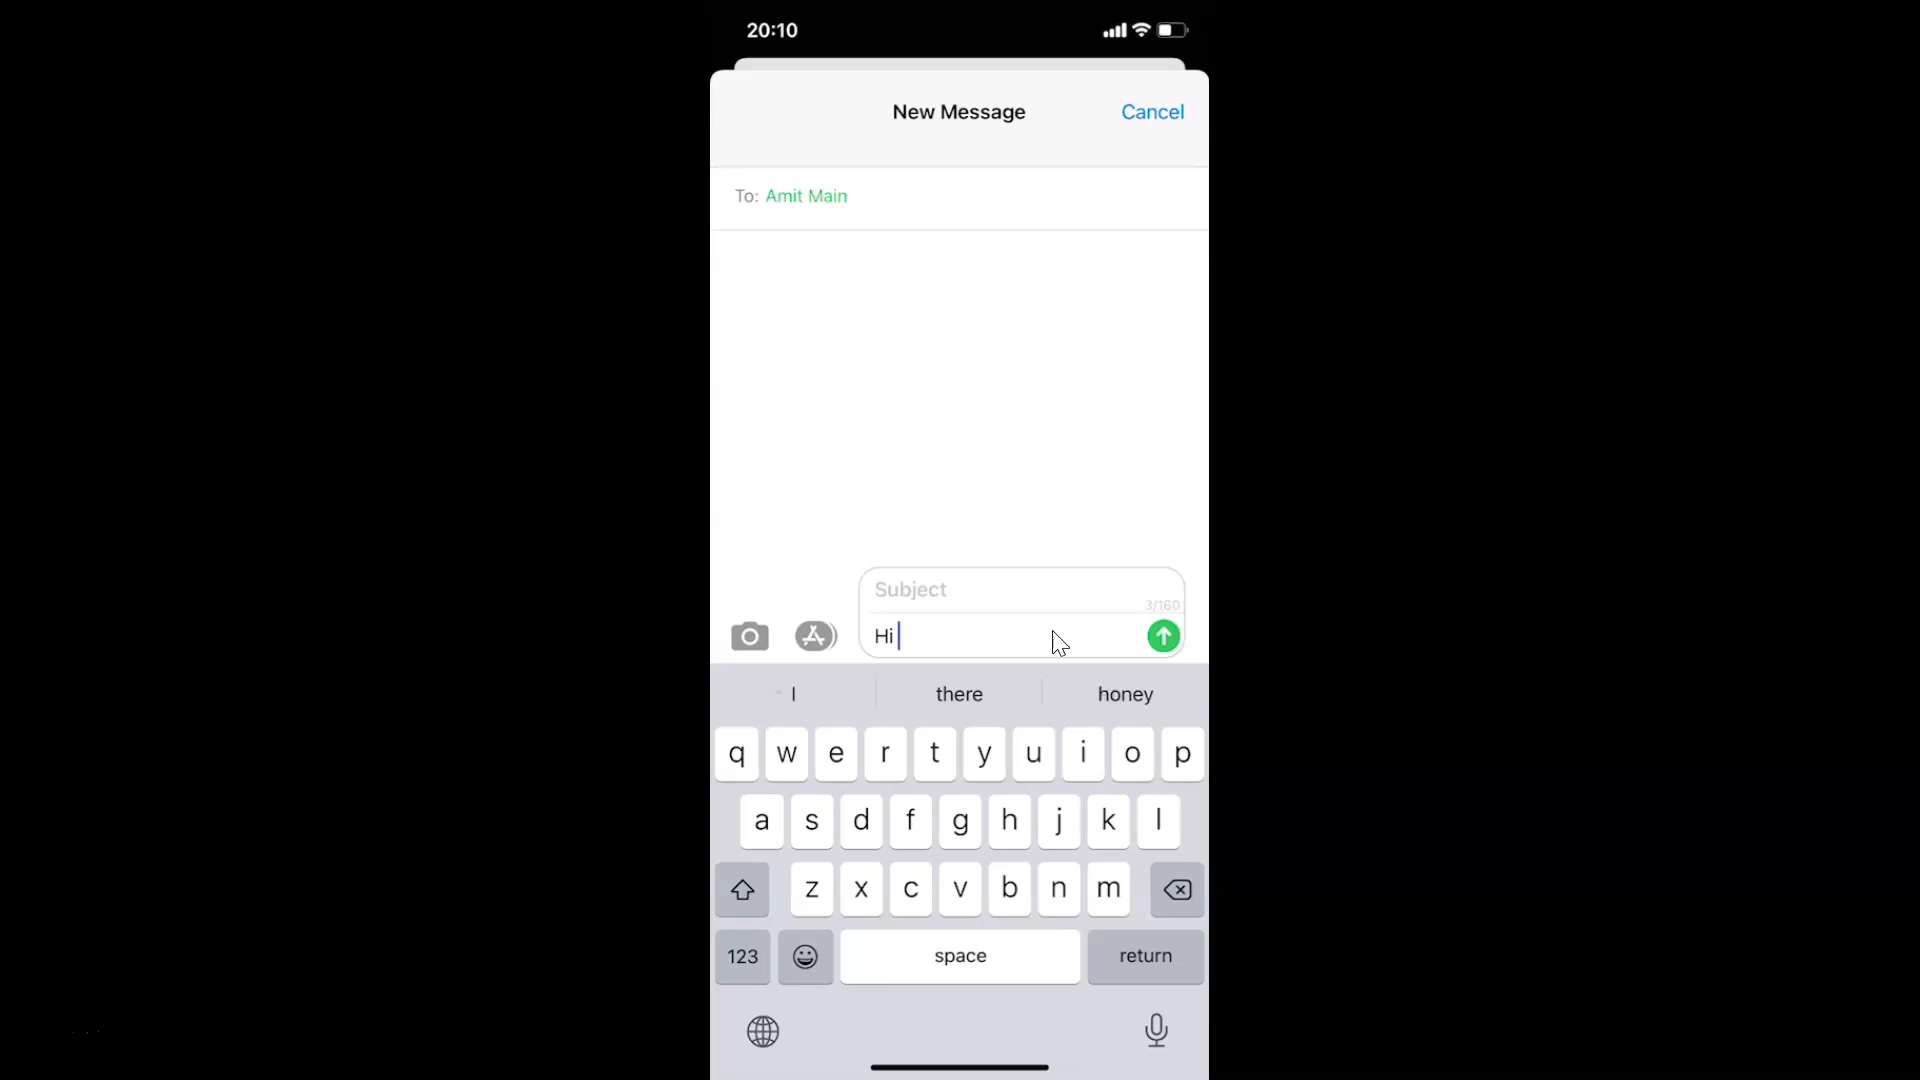 20:10
New Message
Cancel
To: Amit Main
Subject
3/160
Hi
I
there
honey
q w e r t y u i o p
a s d f g h j k l
z x c v b n m
123
space
return